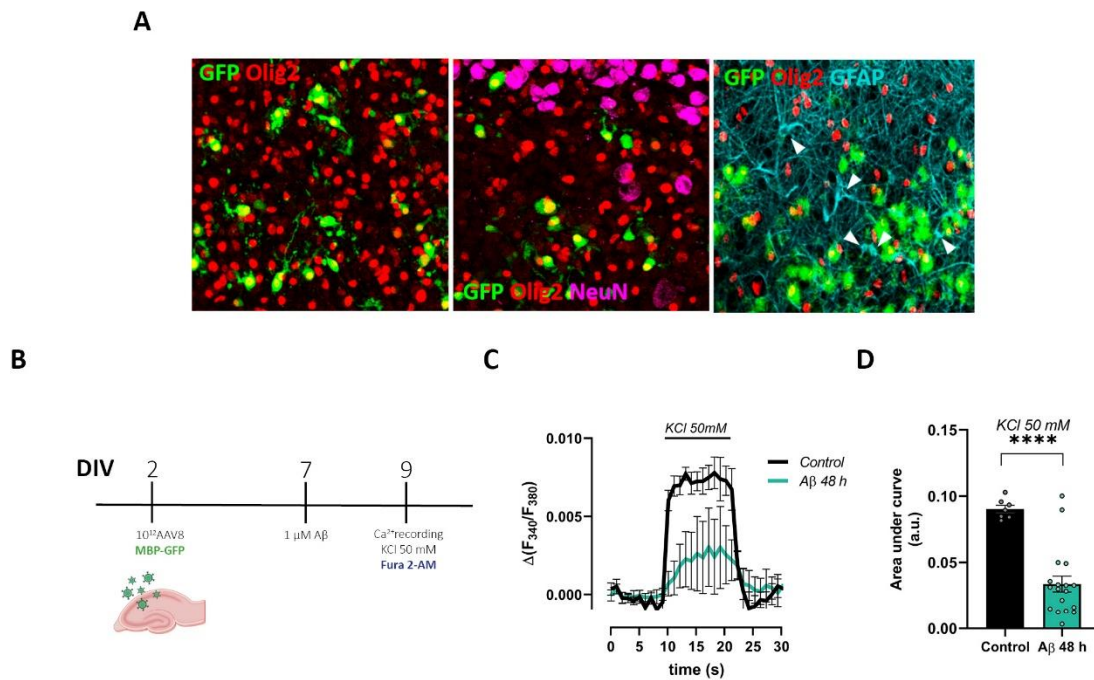 A
GFP Olig2
GFP Olig2 NeuN
GFP Olig2 GFAP
B
DIV 2 7 9
10¹²AAV8
MBP-GFP
1 µM Aβ
Ca²⁺recording
KCl 50 mM
Fura 2-AM
C
KCl 50mM
Control
Aβ 48 h
Δ(F₃₄₀/F₃₈₀)
0.010
0.005
0.000
0 5 10 15 20 25 30
time (s)
D
KCl 50 mM
****
Area under curve
(a.u.)
0.15
0.10
0.05
0.00
Control Aβ 48 h